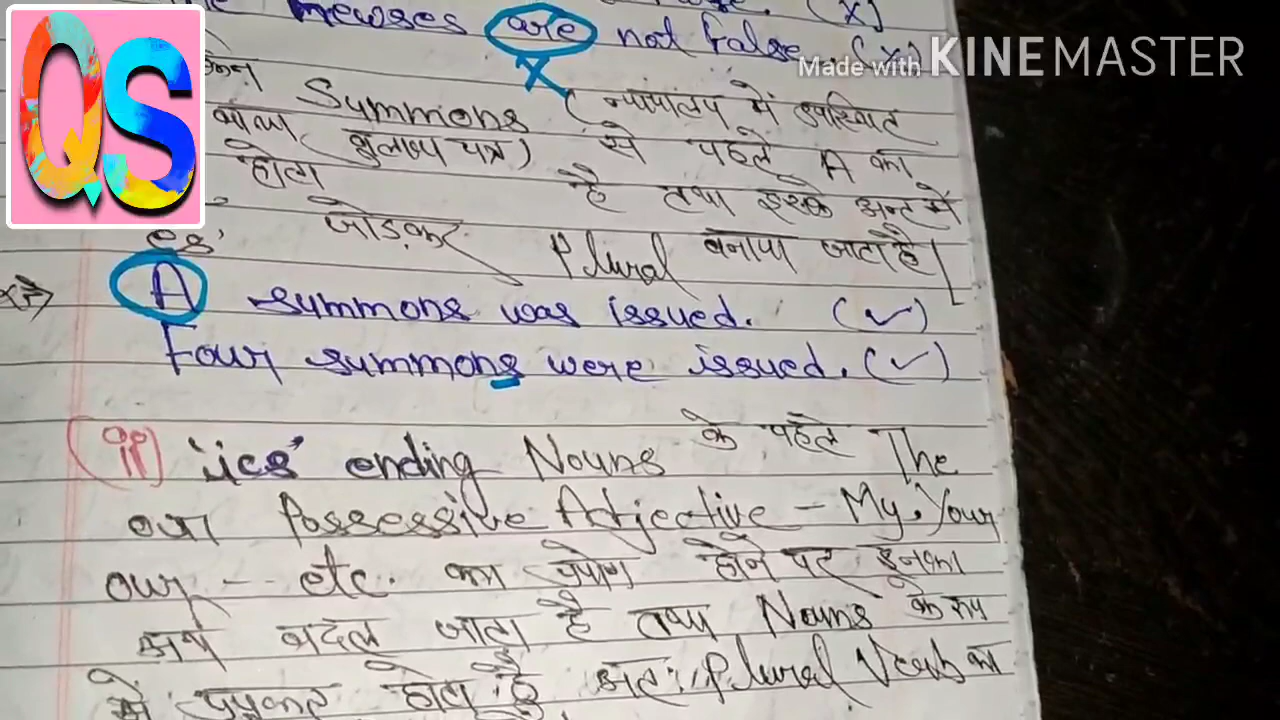 QS
Made with KINEMASTER
newses are not false. (x)
x
Summons (न्यायालय में उपस्थित
बुलावा पत्र) से पहले A का
होता है तथा इसके अन्त में
es' जोड़कर Plural बनाया जाता है।
A summons was issued. (✓)
Four summons were issued. (✓)
(ii) 'ics' ending Nouns के पहले The
Possessive Adjective - My, Your
our -- etc. का प्रयोग होने पर इनका
अर्थ बदल जाता है तथा Nouns के रूप
में प्रयुक्त होता है अतः Plural Verb का